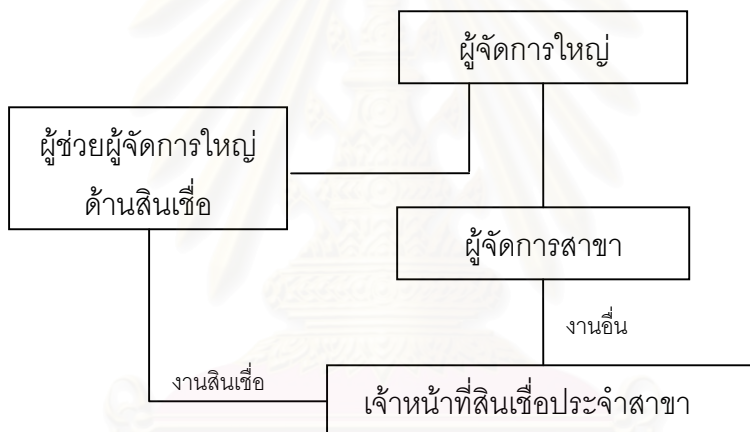 ผู้จัดการใหญ่
ผู้ช่วยผู้จัดการใหญ่
ด้านสินเชื่อ
ผู้จัดการสาขา
งานอื่น
งานสินเชื่อ
เจ้าหน้าที่สินเชื่อประจำสาขา